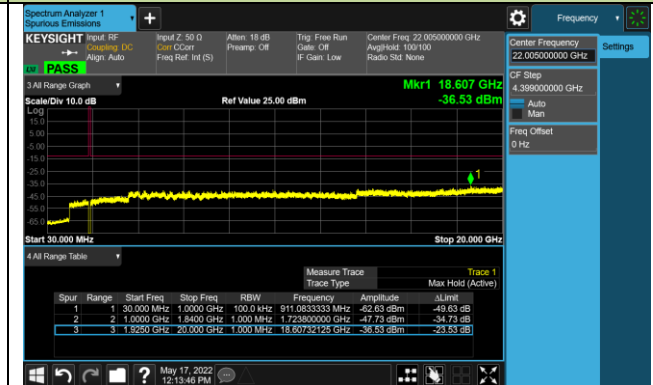 Spectrum Analyzer 1
Spurious Emissions
Frequency
KEYSIGHT Input: RF Input Z: 50 Ω Atten: 18 dB Trig: Free Run Center Freq: 22.005000000 GHz
Coupling: DC Corr CCorr Preamp: Off Gate: Off Avg|Hold: 100/100
Align: Auto Freq Ref: Int (S) IF Gain: Low Radio Std: None
PASS
Center Frequency
22.005000000 GHz
Settings
CF Step
4.399000000 GHz
Auto
Man
Freq Offset
0 Hz
3 All Range Graph
Mkr1 18.607 GHz
Scale/Div 10.0 dB Ref Value 25.00 dBm -36.53 dBm
Log
15.0
5.00
-5.00
-15.0
-25.0
-35.0
-45.0
-55.0
-65.0
1
Start 30.000 MHz Stop 20.000 GHz
4 All Range Table
Measure Trace Trace 1
Trace Type Max Hold (Active)
Spur Range Start Freq Stop Freq RBW Frequency Amplitude ΔLimit
1 1 30.000 MHz 1.0000 GHz 100.0 kHz 911.0833333 MHz -62.63 dBm -49.63 dB
2 2 1.0000 GHz 1.8400 GHz 1.000 MHz 1.723800000 GHz -47.73 dBm -34.73 dB
3 3 1.9250 GHz 20.000 GHz 1.000 MHz 18.60732125 GHz -36.53 dBm -23.53 dB
May 17, 2022
12:13:46 PM